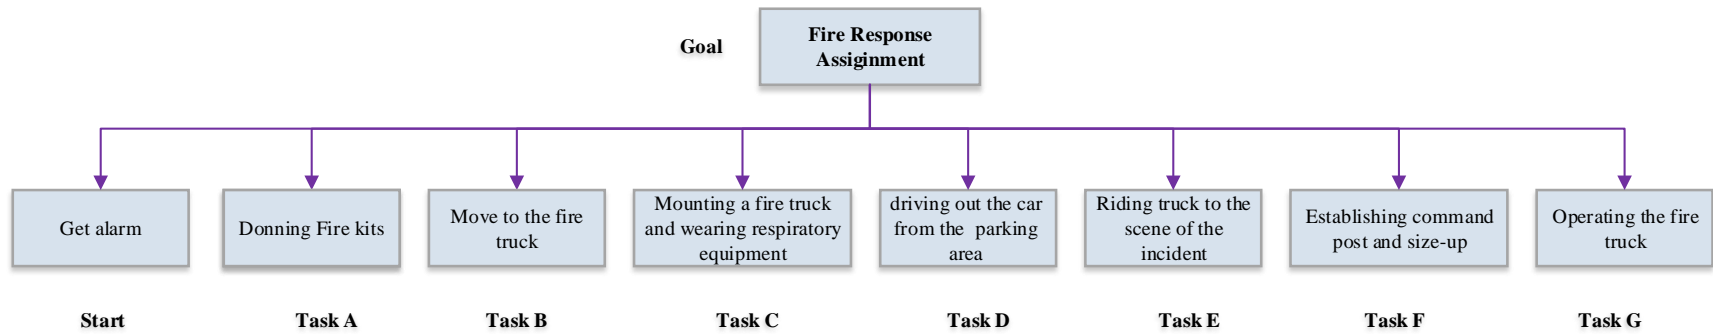 Goal
Fire Response
Assiginment
Get alarm
Donning Fire kits
Move to the fire
truck
Mounting a fire truck
and wearing respiratory
equipment
driving out the car
from the parking
area
Riding truck to the
scene of the
incident
Establishing command
post and size-up
Operating the fire
truck
Start
Task A
Task B
Task C
Task D
Task E
Task F
Task G